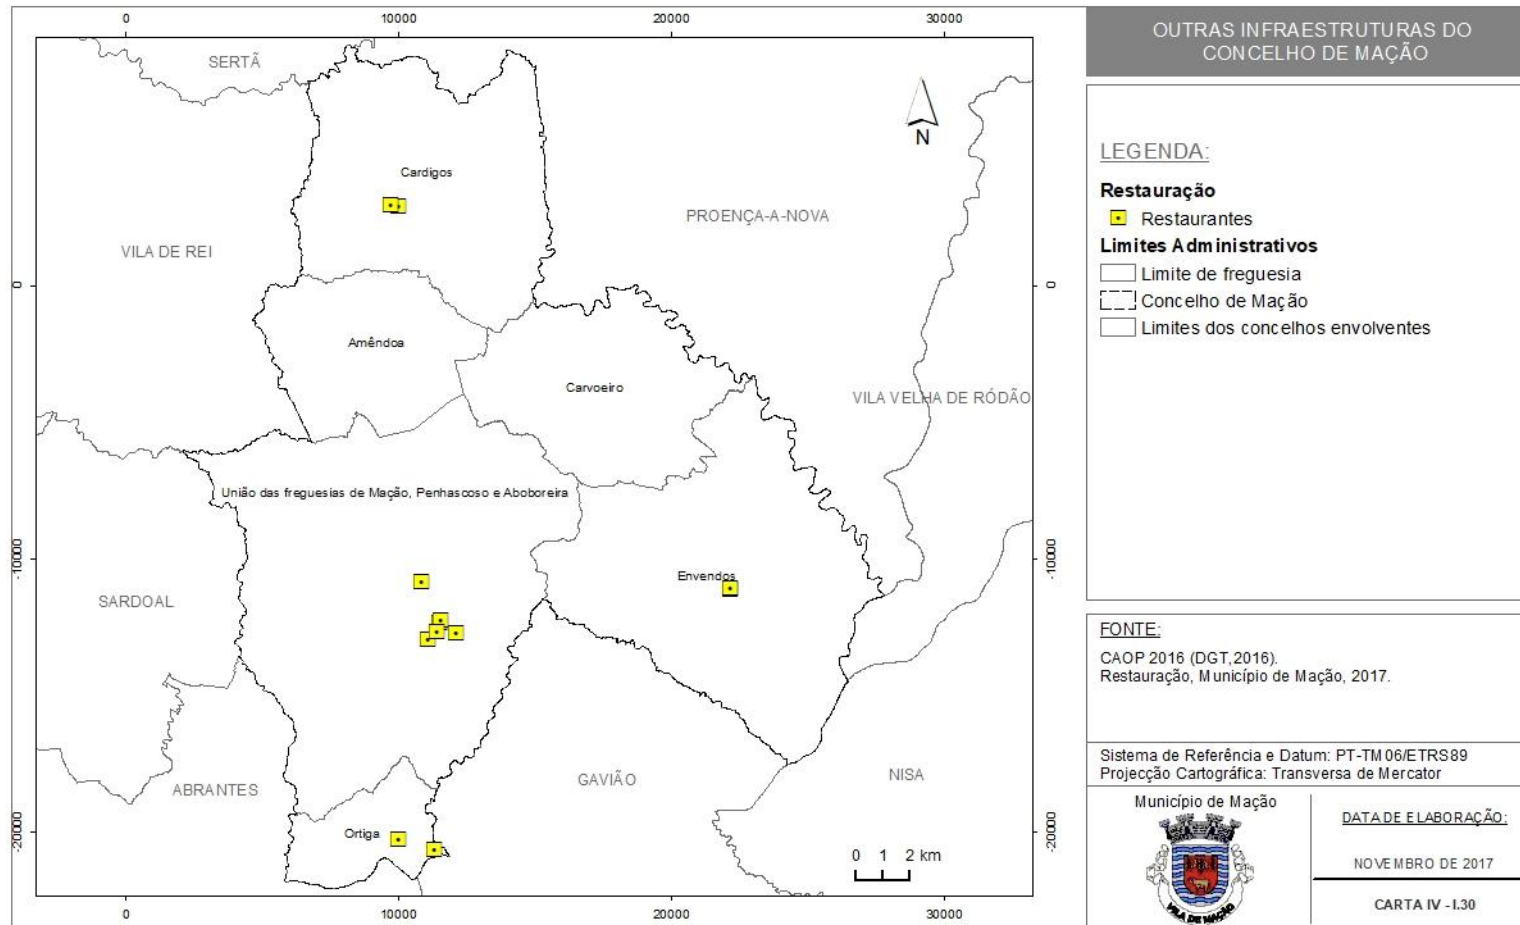 0 10000 20000 30000
OUTRAS INFRAESTRUTURAS DO
CONCELHO DE MAÇÃO
SERTÃ
N
Cardigos
PROENÇA-A-NOVA
VILA DE REI
0 0
Amêndoa
Carvoeiro
VILA VELHA DE RÓDÃO
União das freguesias de Mação, Penhascoso e Aboboreira
-10000 -10000
Envendos
SARDOAL
ABRANTES
GAVIÃO
NISA
-20000 -20000
Ortiga
0 1 2 km
0 10000 20000 30000
LEGENDA:
Restauração
Restaurantes
Limites Administrativos
Limite de freguesia
Concelho de Mação
Limites dos concelhos envolventes
FONTE:
CAOP 2016 (DGT,2016).
Restauração, Município de Mação, 2017.
Sistema de Referência e Datum: PT-TM06/ETRS89
Projecção Cartográfica: Transversa de Mercator
Município de Mação
VILA DE MAÇÃO
DATA DE ELABORAÇÃO:
NOVEMBRO DE 2017
CARTA IV - I.30